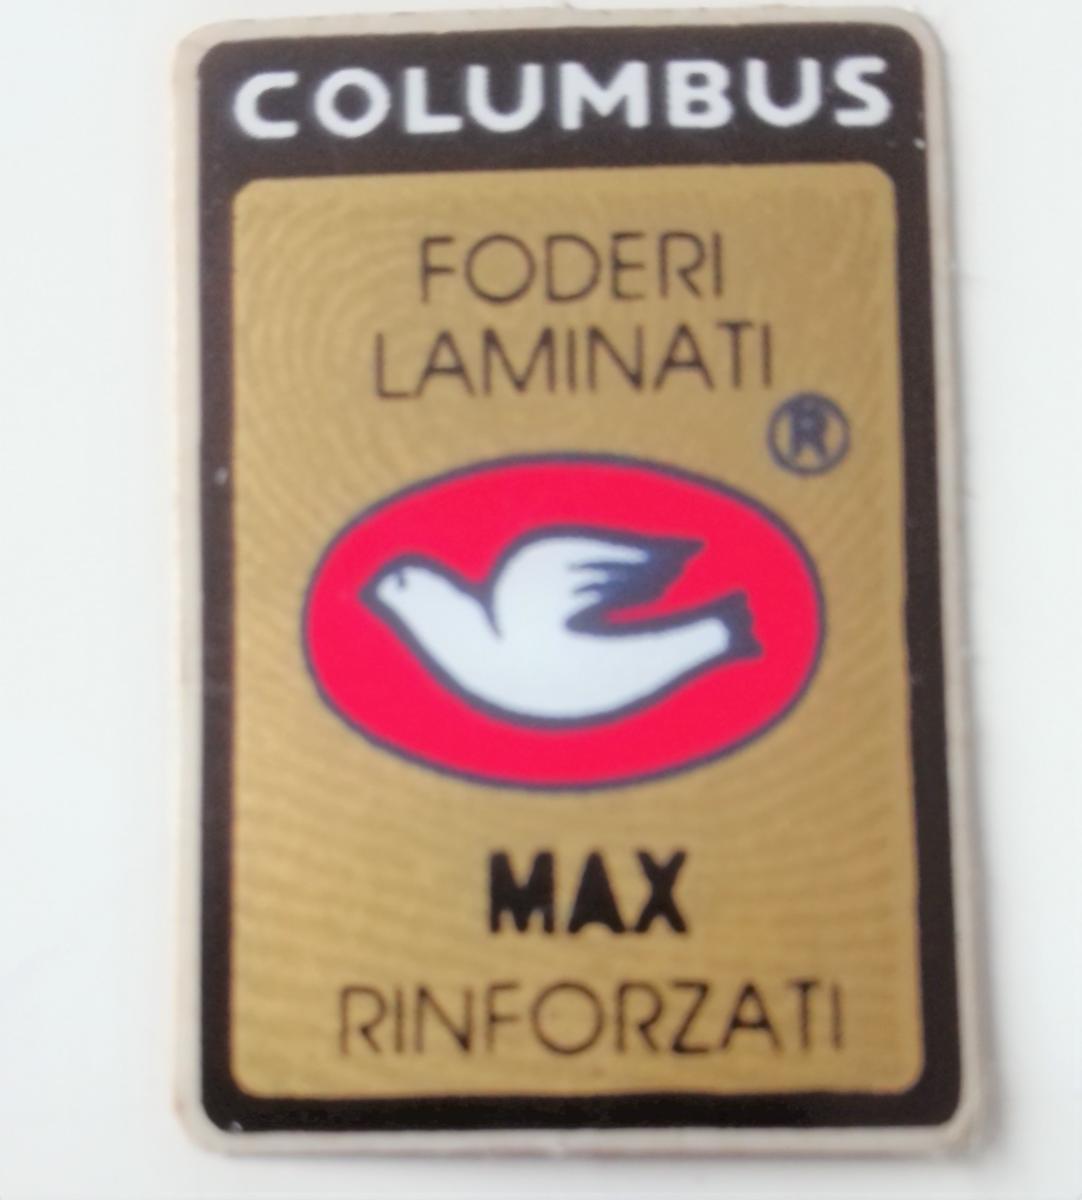 COLUMBUS
FODERI
LAMINATI
®
MAX
RINFORZATI